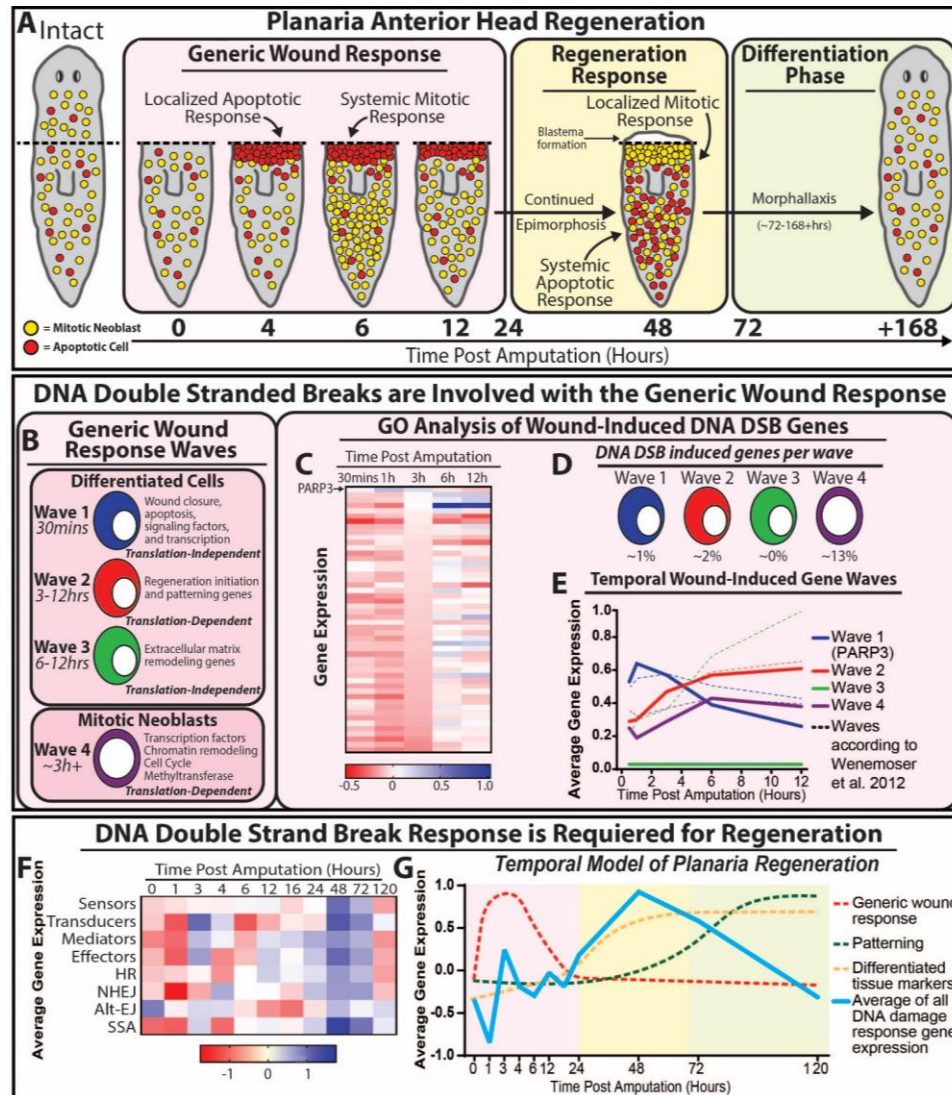 A
Planaria Anterior Head Regeneration
Intact
Generic Wound Response
Localized Apoptotic
Response
Systemic Mitotic
Response
Regeneration
Response
Localized Mitotic
Response
Blastema
formation
Continued
Epimorphosis
Systemic
Apoptotic
Response
Differentiation
Phase
Morphallaxis
(~72-168+hrs)
= Mitotic Neoblast
= Apoptotic Cell
0 4 6 12 24 48 72 +168
Time Post Amputation (Hours)
DNA Double Stranded Breaks are Involved with the Generic Wound Response
B
Generic Wound
Response Waves
Differentiated Cells
Wave 1
30mins
Wound closure,
apoptosis,
signaling factors,
and transcription
Translation-Independent
Wave 2
3-12hrs
Regeneration initiation
and patterning genes
Translation-Dependent
Wave 3
6-12hrs
Extracellular matrix
remodeling genes
Translation-Independent
Mitotic Neoblasts
Wave 4
~3h+
Transcription factors
Chromatin remodeling
Cell Cycle
Methyltransferase
Translation-Dependent
GO Analysis of Wound-Induced DNA DSB Genes
C
Time Post Amputation
30mins 1h 3h 6h 12h
PARP3
Gene Expression
-0.5 0.0 0.5 1.0
D
DNA DSB induced genes per wave
Wave 1 Wave 2 Wave 3 Wave 4
~1% ~2% ~0% ~13%
E
Temporal Wound-Induced Gene Waves
Average Gene Expression
1.0
0.8
0.6
0.4
0.2
0.0
0 2 4 6 8 10 12
Time Post Amputation (Hours)
Wave 1
(PARP3)
Wave 2
Wave 3
Wave 4
Waves
according to
Wenemoser
et al. 2012
DNA Double Strand Break Response is Requiered for Regeneration
F
Time Post Amputation (Hours)
0 1 3 4 6 12 16 24 48 72 120
Average Gene Expression
Sensors
Transducers
Mediators
Effectors
HR
NHEJ
Alt-EJ
SSA
-1 0 1
G
Temporal Model of Planaria Regeneration
Average Gene Expression
1.0
0.5
0.0
-0.5
-1.0
0 1 3 4 6 12 24 48 72 120
Time Post Amputation (Hours)
Generic wound
response
Patterning
Differentiated
tissue markers
Average of all
DNA damage
response gene
expression